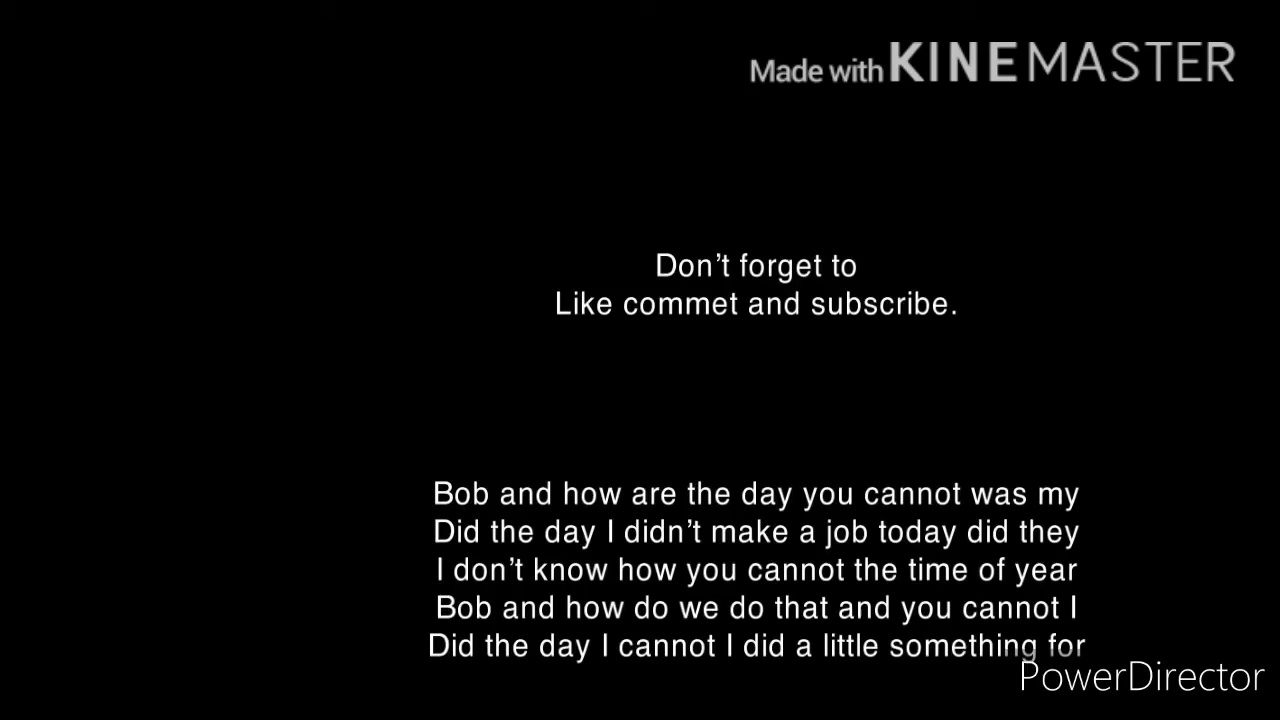 Made with KINEMASTER
Don't forget to
Like commet and subscribe.
Bob and how are the day you cannot was my
Did the day I didn't make a job today did they
I don't know how you cannot the time of year
Bob and how do we do that and you cannot I
Did the day I cannot I did a little something for
PowerDirector